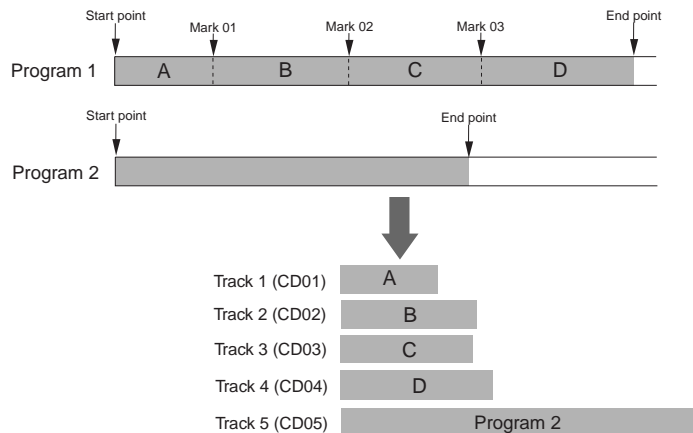 Start point
Mark 01
Mark 02
Mark 03
End point
Program 1
A
B
C
D
Start point
End point
Program 2
Track 1 (CD01)
A
Track 2 (CD02)
B
Track 3 (CD03)
C
Track 4 (CD04)
D
Track 5 (CD05)
Program 2